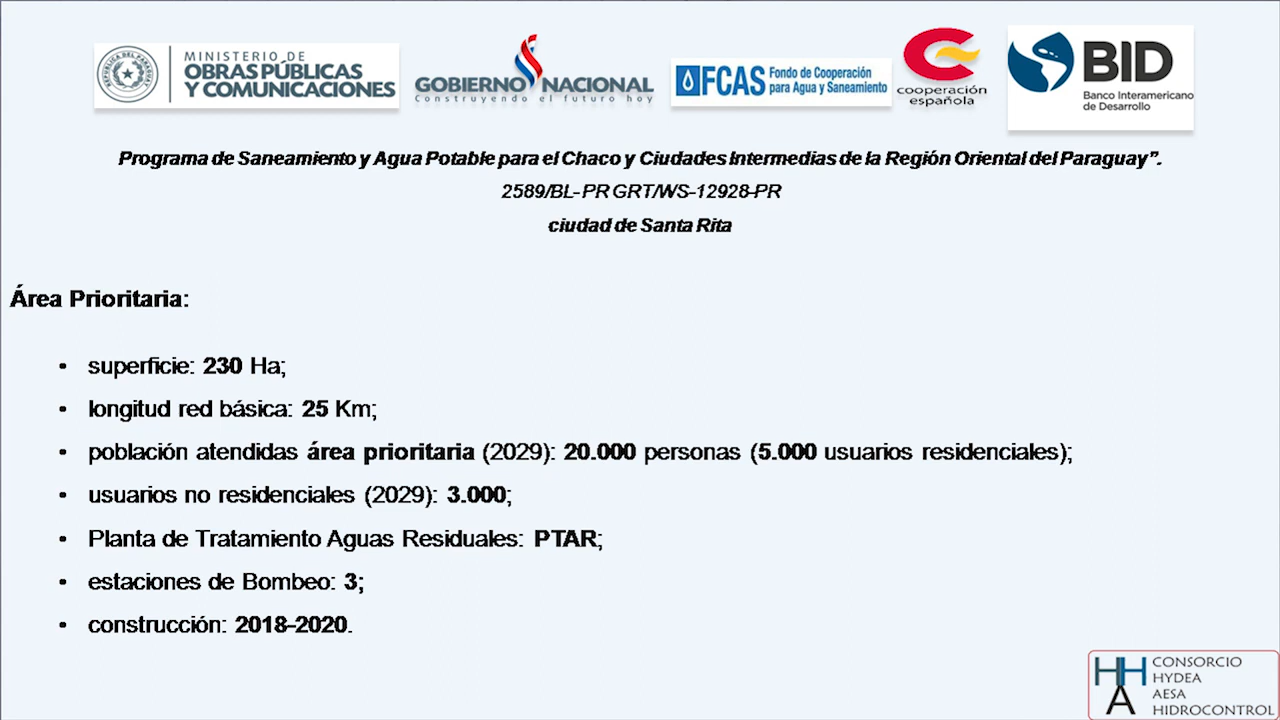 MINISTERIO DE
OBRAS PÚBLICAS
Y COMUNICACIONES
GOBIERNO NACIONAL
Construyendo el futuro hoy
FCAS Fondo de Cooperación
para Agua y Saneamiento
cooperación
española
BID
Banco Interamericano
de Desarrollo
Programa de Saneamiento y Agua Potable para el Chaco y Ciudades Intermedias de la Región Oriental del Paraguay”.
2589/BL- PR GRT/WS-12928-PR
ciudad de Santa Rita
Área Prioritaria:
• superficie: 230 Ha;
• longitud red básica: 25 Km;
• población atendidas área prioritaria (2029): 20.000 personas (5.000 usuarios residenciales);
• usuarios no residenciales (2029): 3.000;
• Planta de Tratamiento Aguas Residuales: PTAR;
• estaciones de Bombeo: 3;
• construcción: 2018-2020.
HHA
CONSORCIO
HYDEA
AESA
HIDROCONTROL